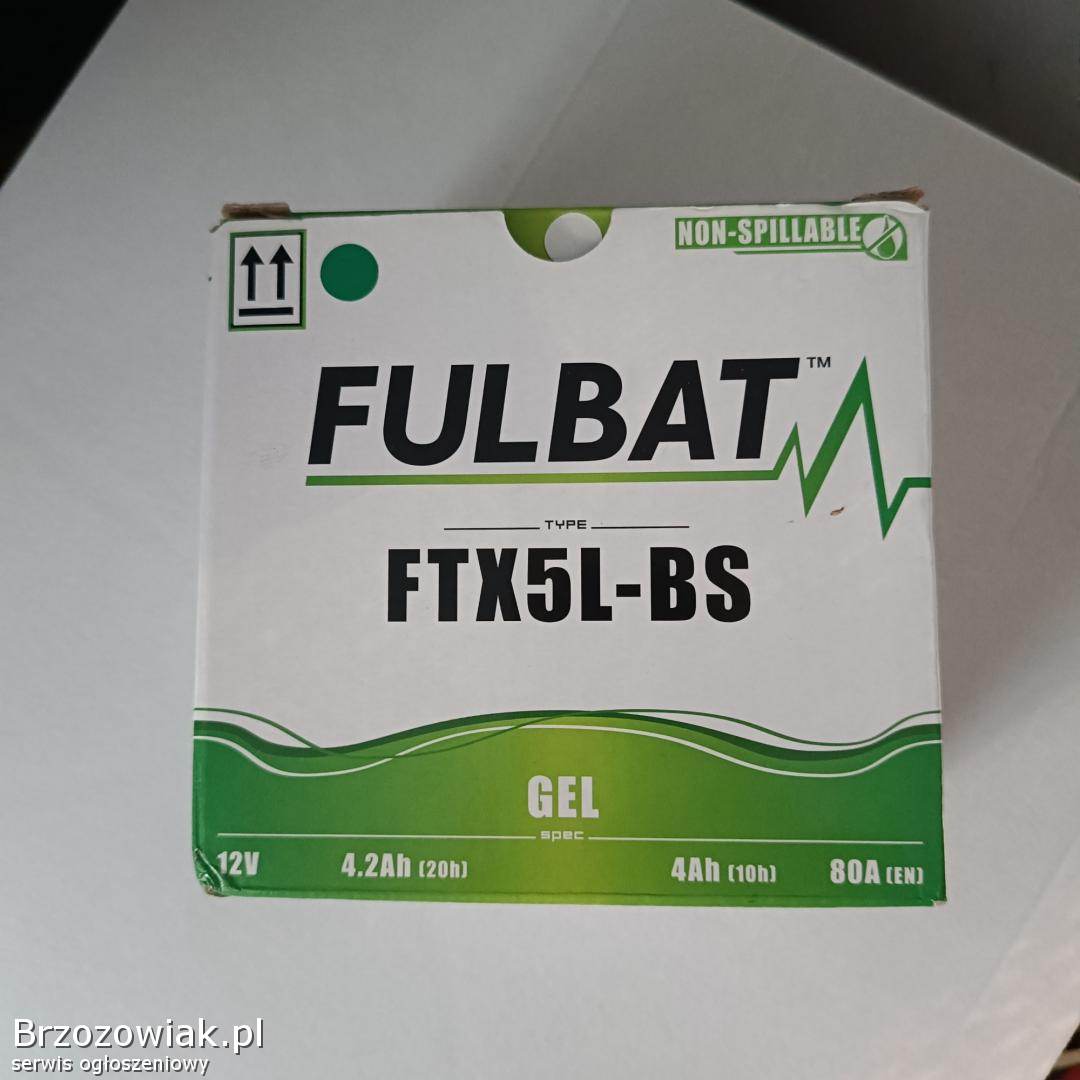 NON-SPILLABLE
FULBAT™
TYPE
FTX5L-BS
GEL
spec
12V 4.2Ah (20h) 4Ah (10h) 80A (EN)
Brzozowiak.pl
serwis ogłoszeniowy